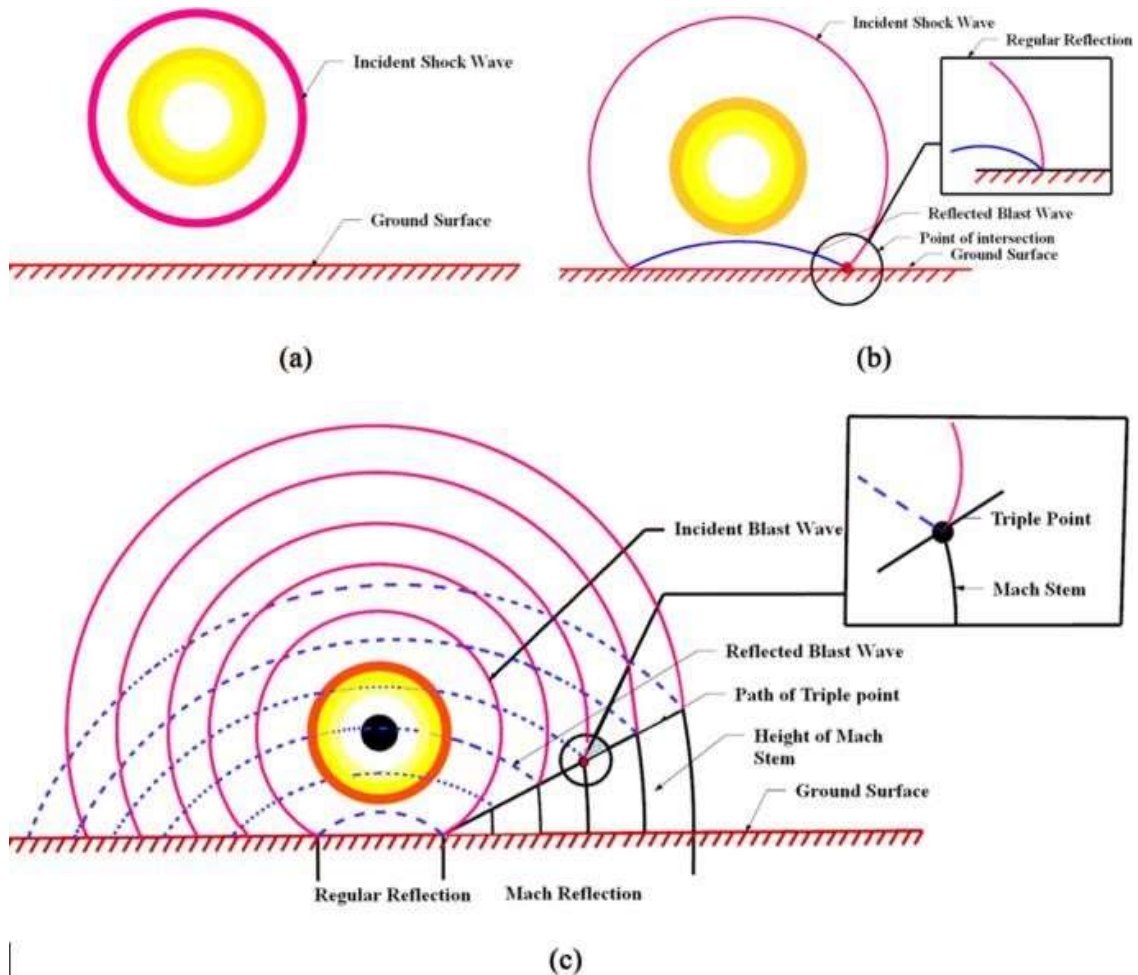 Incident Shock Wave
Ground Surface
(a)
Incident Shock Wave
Regular Reflection
Reflected Blast Wave
Point of intersection
Ground Surface
(b)
Incident Blast Wave
Triple Point
Mach Stem
Reflected Blast Wave
Path of Triple point
Height of Mach
Stem
Ground Surface
Regular Reflection
Mach Reflection
(c)